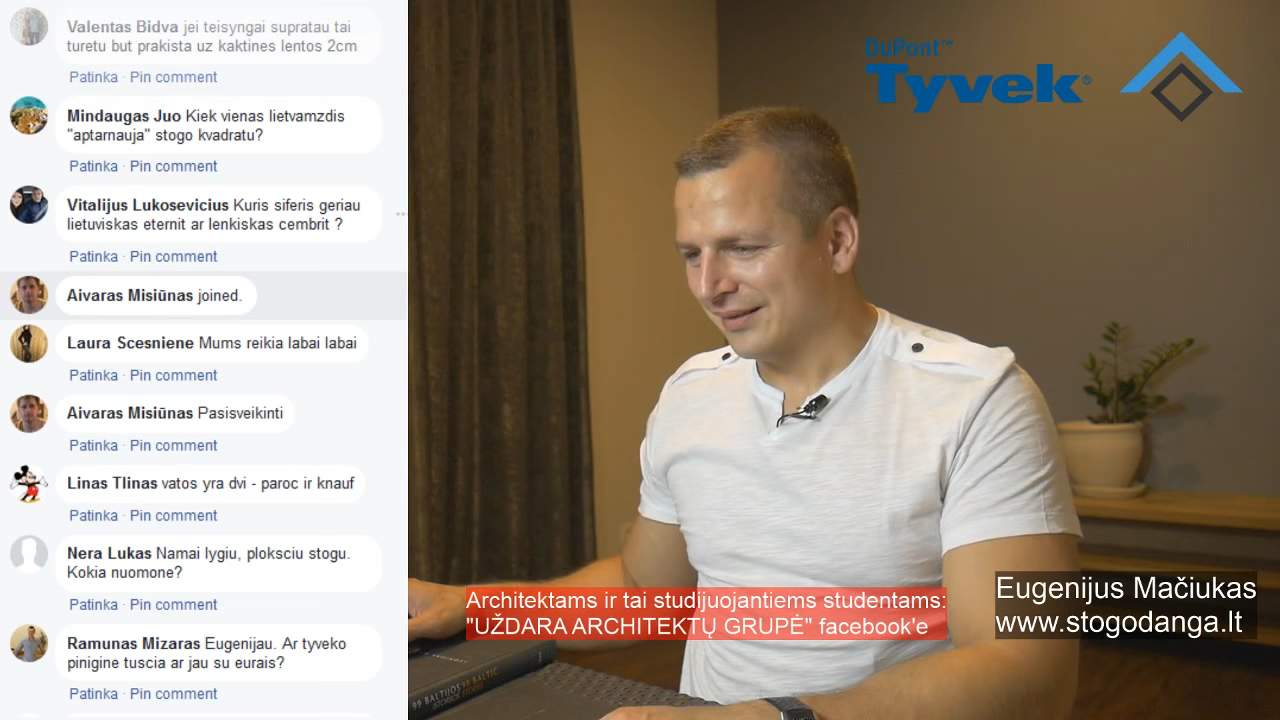 Valentas Bidva jei teisyngai supratau tai
turetu but prakista uz kaktines lentos 2cm
Patinka · Pin comment
Mindaugas Juo Kiek vienas lietvamzdis
"aptarnauja" stogo kvadratu?
Patinka · Pin comment
Vitalijus Lukosevicius Kuris siferis geriau
lietuviskas eternit ar lenkiskas cembrit ?
Patinka · Pin comment
Aivaras Misiūnas joined.
Laura Scesniene Mums reikia labai labai
Patinka · Pin comment
Aivaras Misiūnas Pasisveikinti
Patinka · Pin comment
Linas Tlinas vatos yra dvi - paroc ir knauf
Patinka · Pin comment
Nera Lukas Namai lygiu, ploksciu stogu.
Kokia nuomone?
Patinka · Pin comment
Ramunas Mizaras Eugenijau. Ar tyveko
pinigine tuscia ar jau su eurais?
Patinka · Pin comment
DuPont™
Tyvek®
Architektams ir tai studijuojantiems studentams:
"UŽDARA ARCHITEKTŲ GRUPĖ" facebook'e
Eugenijus Mačiukas
www.stogodanga.lt
99 BALTIJOS 99 BALTIC